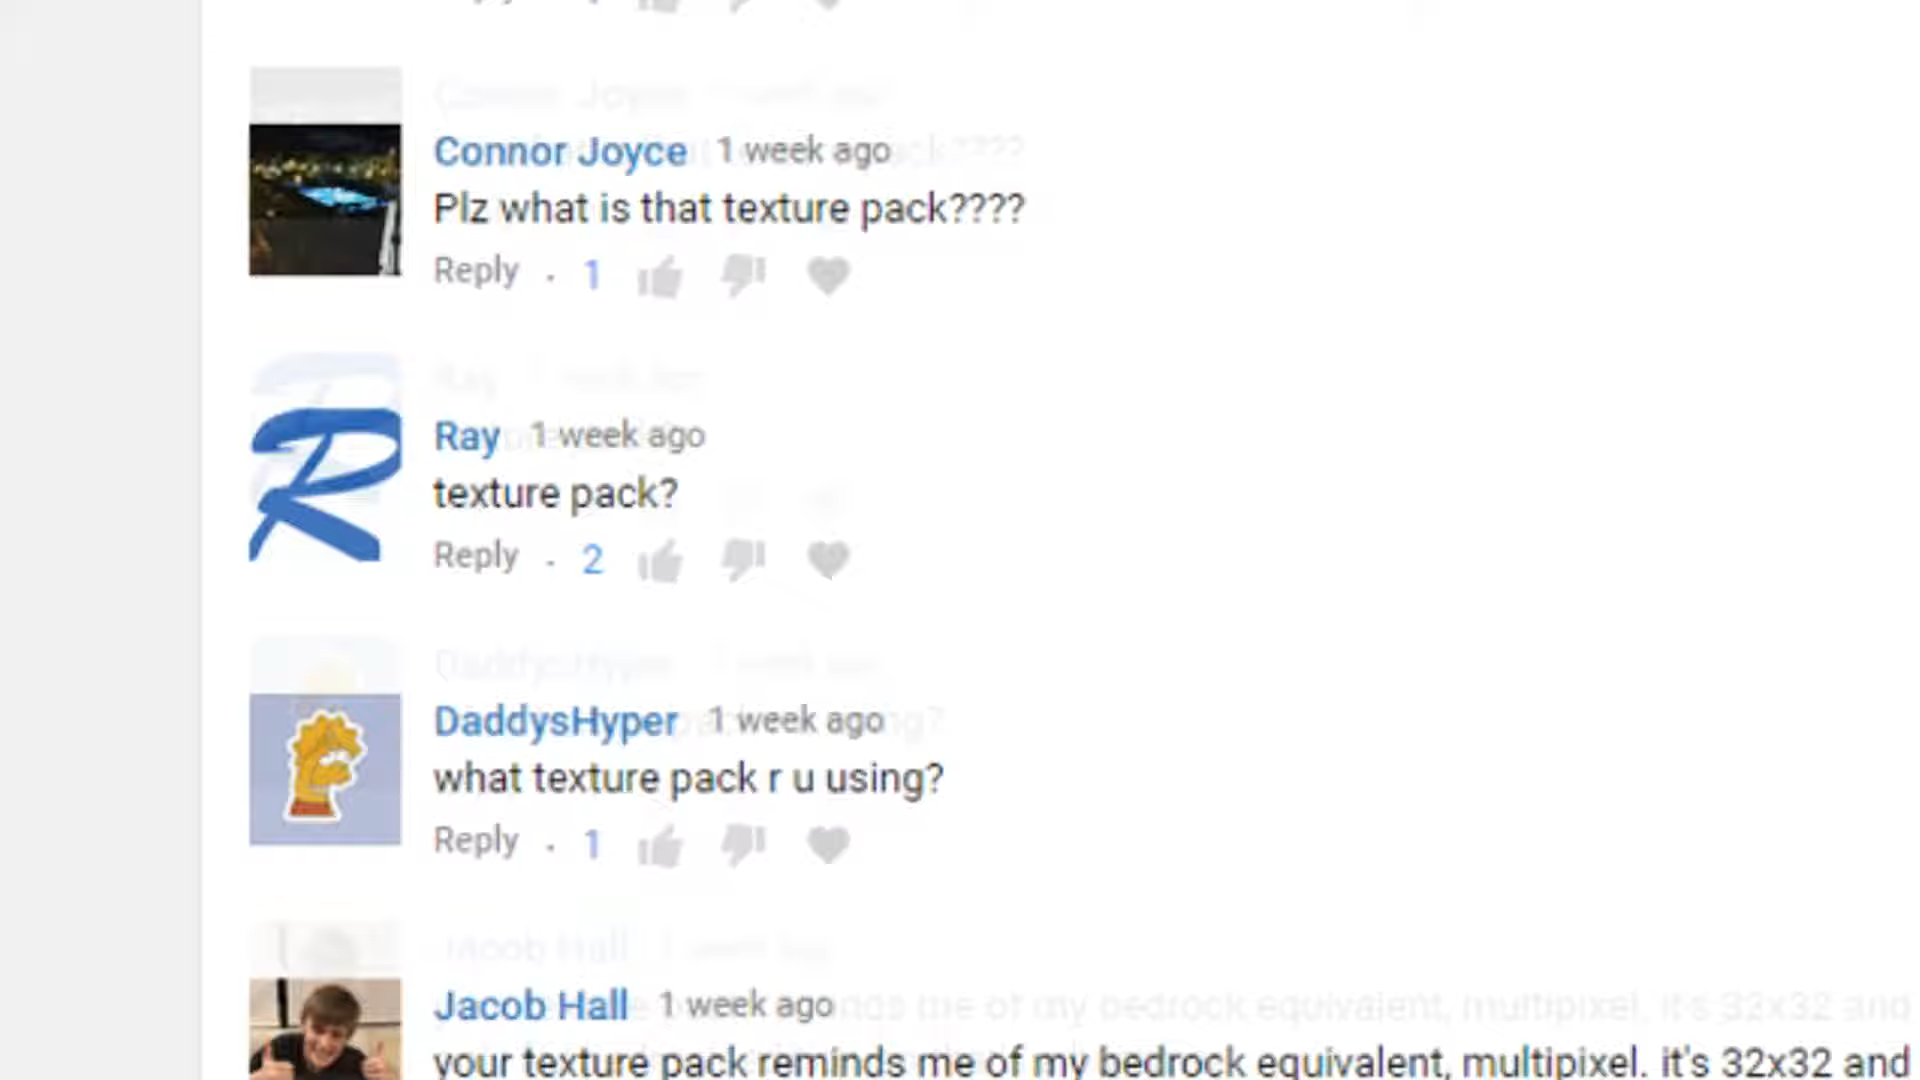 Connor Joyce 1 week ago
Plz what is that texture pack????
Reply . 1
Ray 1 week ago
texture pack?
Reply . 2
DaddysHyper 1 week ago
what texture pack r u using?
Reply . 1
Jacob Hall 1 week ago
your texture pack reminds me of my bedrock equivalent, multipixel. it's 32x32 and